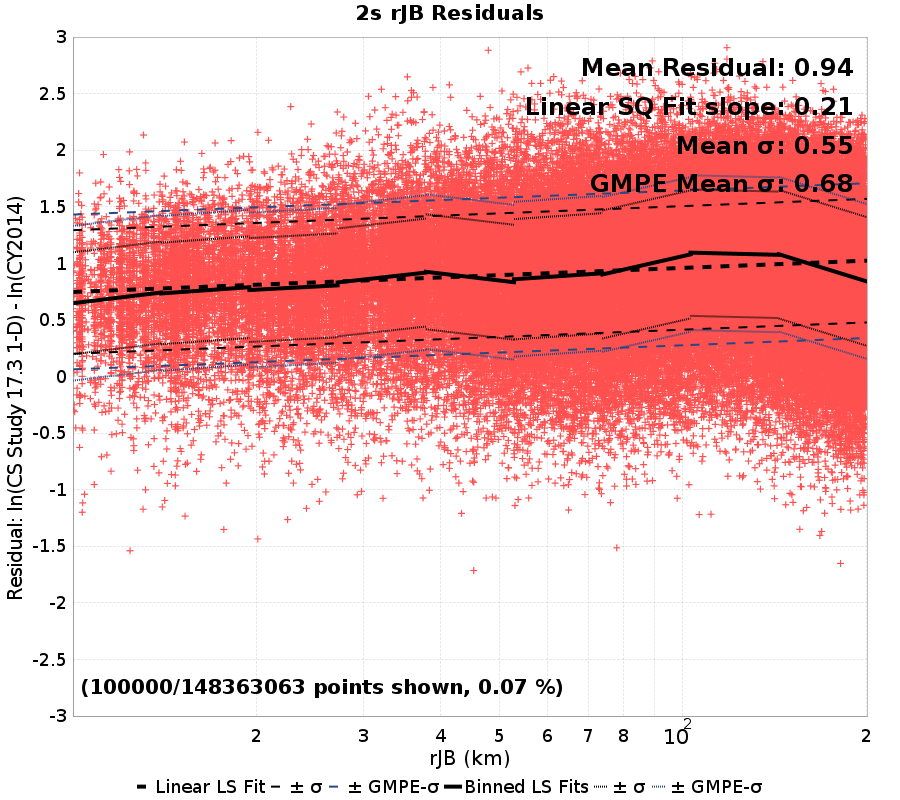 2s rJB Residuals
Mean Residual: 0.94
Linear SQ Fit slope: 0.21
Mean σ: 0.55
GMPE Mean σ: 0.68
Residual: ln(CS Study 17.3 1-D) - ln(CY2014)
3
2.5
2
1.5
1
0.5
0
-0.5
-1
-1.5
-2
-2.5
-3
(100000/148363063 points shown, 0.07 %)
2 3 4 5 6 7 8 10² 2
rJB (km)
Linear LS Fit ± σ ± GMPE-σ Binned LS Fits ± σ ± GMPE-σ